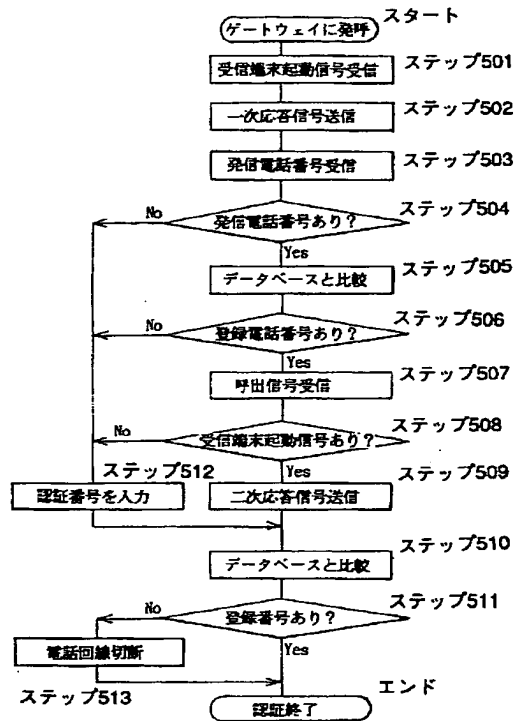 スタート
ゲートウェイに発呼
受信端末起動信号受信
ステップ501
一次応答信号送信
ステップ502
発信電話番号受信
ステップ503
発信電話番号あり?
ステップ504
No
Yes
データベースと比較
ステップ505
登録電話番号あり?
ステップ506
No
Yes
呼出信号受信
ステップ507
受信端末起動信号あり?
ステップ508
No
Yes
ステップ512
ステップ509
認証番号を入力
二次応答信号送信
データベースと比較
ステップ510
登録番号あり?
ステップ511
No
Yes
電話回線切断
ステップ513
エンド
認証終了